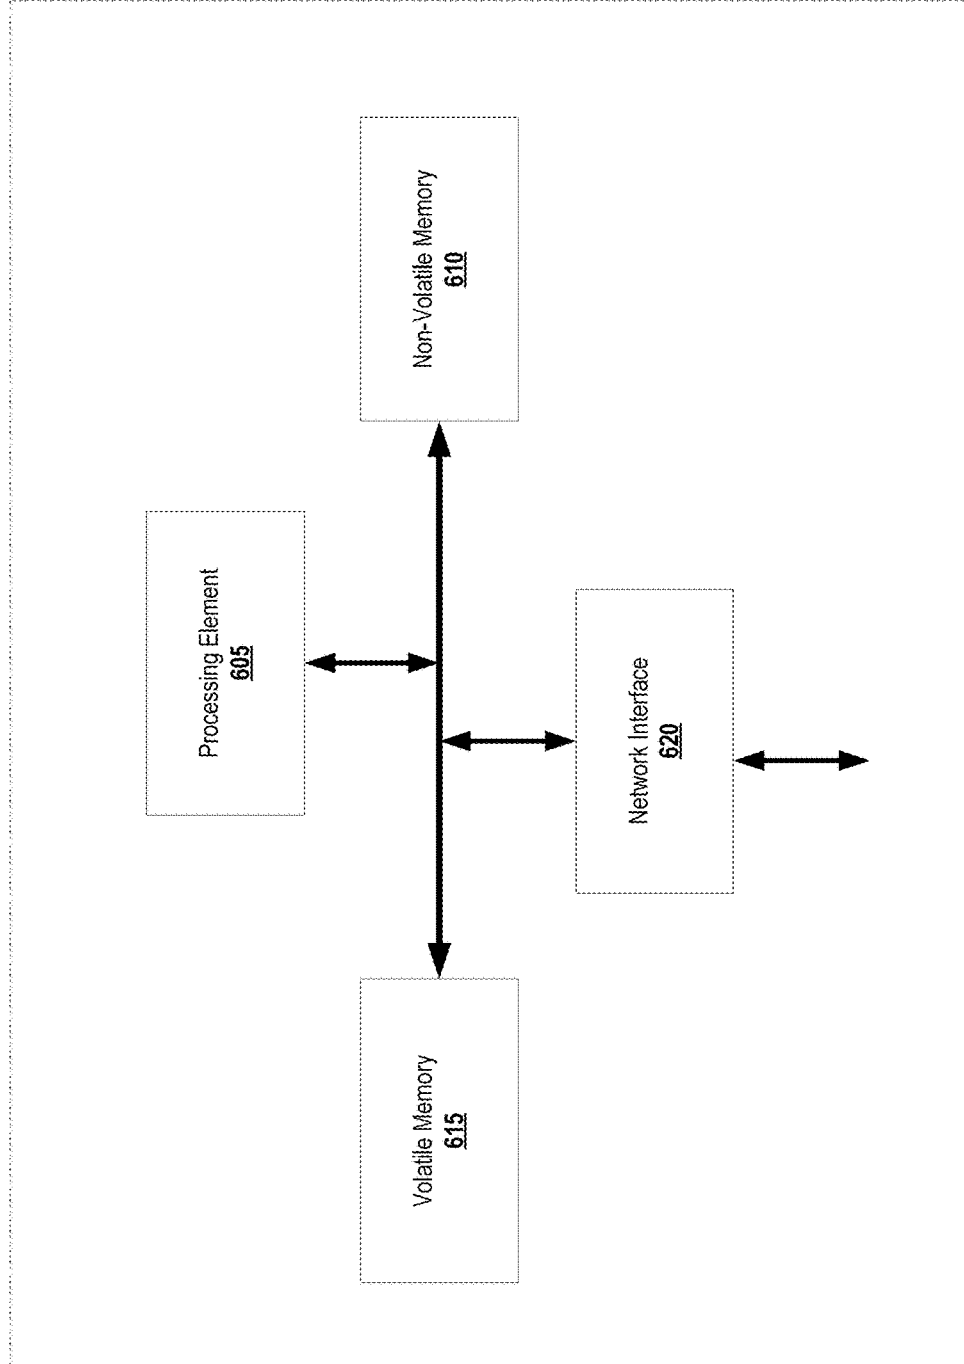 Processing Element
605
Volatile Memory
615
Non-Volatile Memory
610
Network Interface
620